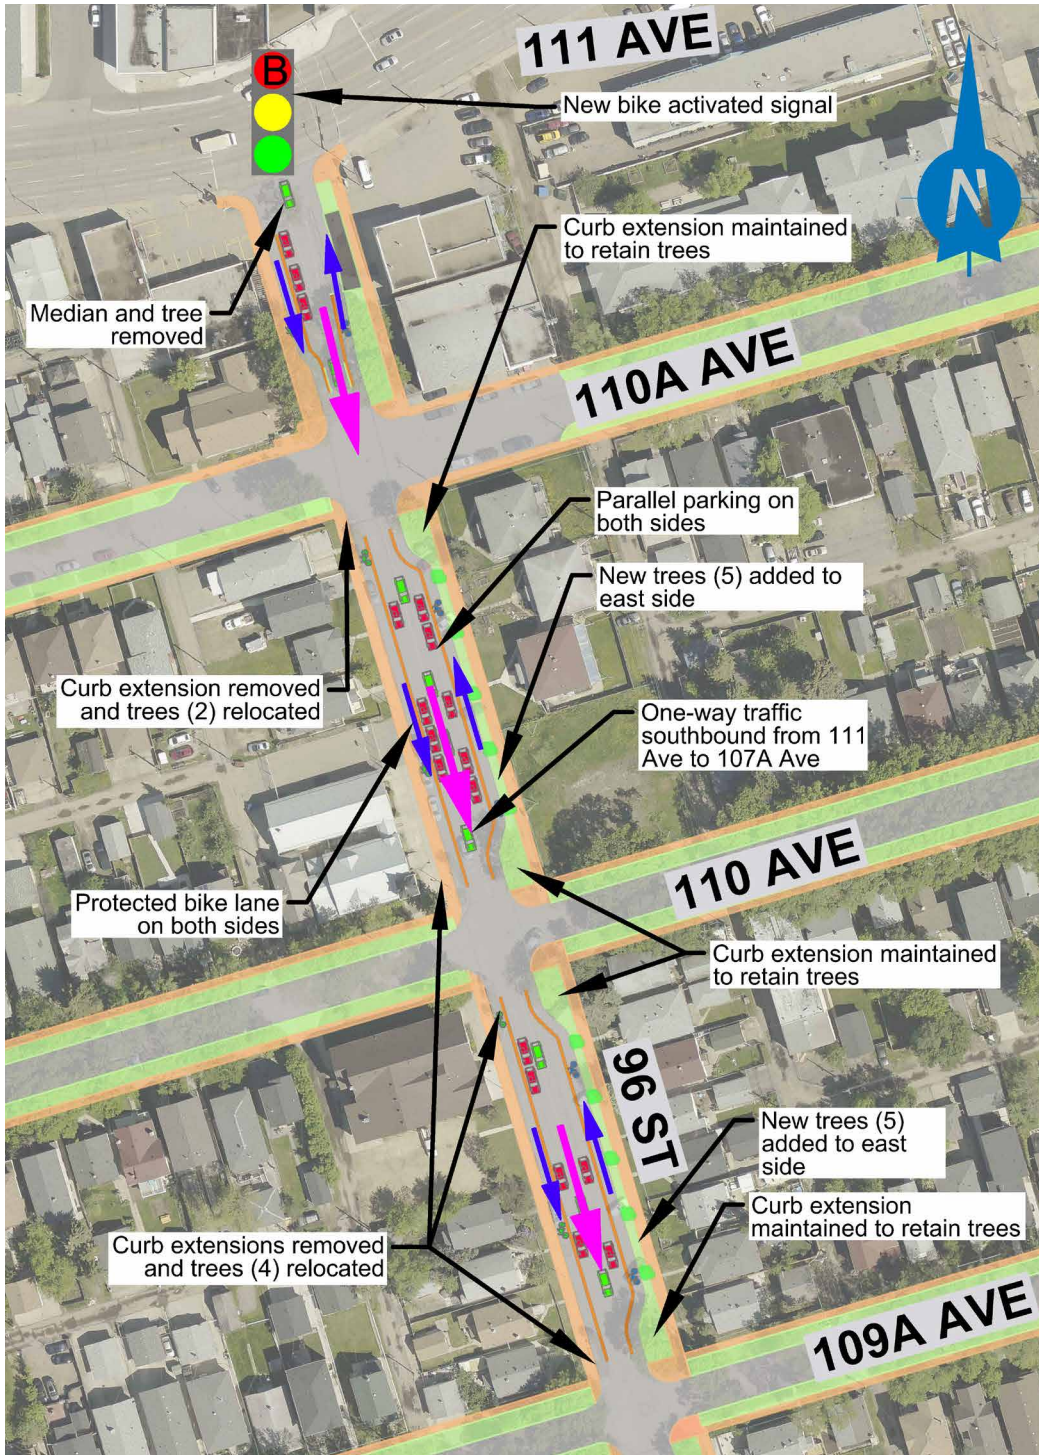 111 AVE
B
New bike activated signal
N
Curb extension maintained
to retain trees
Median and tree
removed
110A AVE
Parallel parking on
both sides
New trees (5) added to
east side
Curb extension removed
and trees (2) relocated
One-way traffic
southbound from 111
Ave to 107A Ave
110 AVE
Protected bike lane
on both sides
Curb extension maintained
to retain trees
96 ST
New trees (5)
added to east
side
Curb extension
maintained to retain trees
Curb extensions removed
and trees (4) relocated
109A AVE